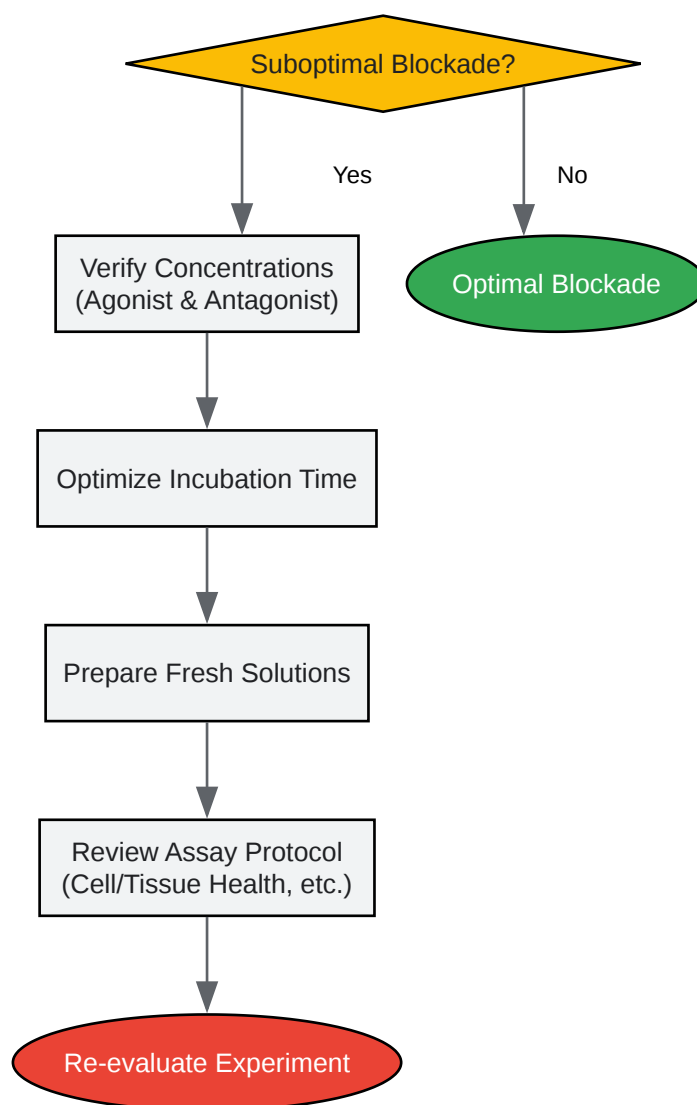 Suboptimal Blockade?
Yes
No
Verify Concentrations
(Agonist & Antagonist)
Optimal Blockade
Optimize Incubation Time
Prepare Fresh Solutions
Review Assay Protocol
(Cell/Tissue Health, etc.)
Re-evaluate Experiment